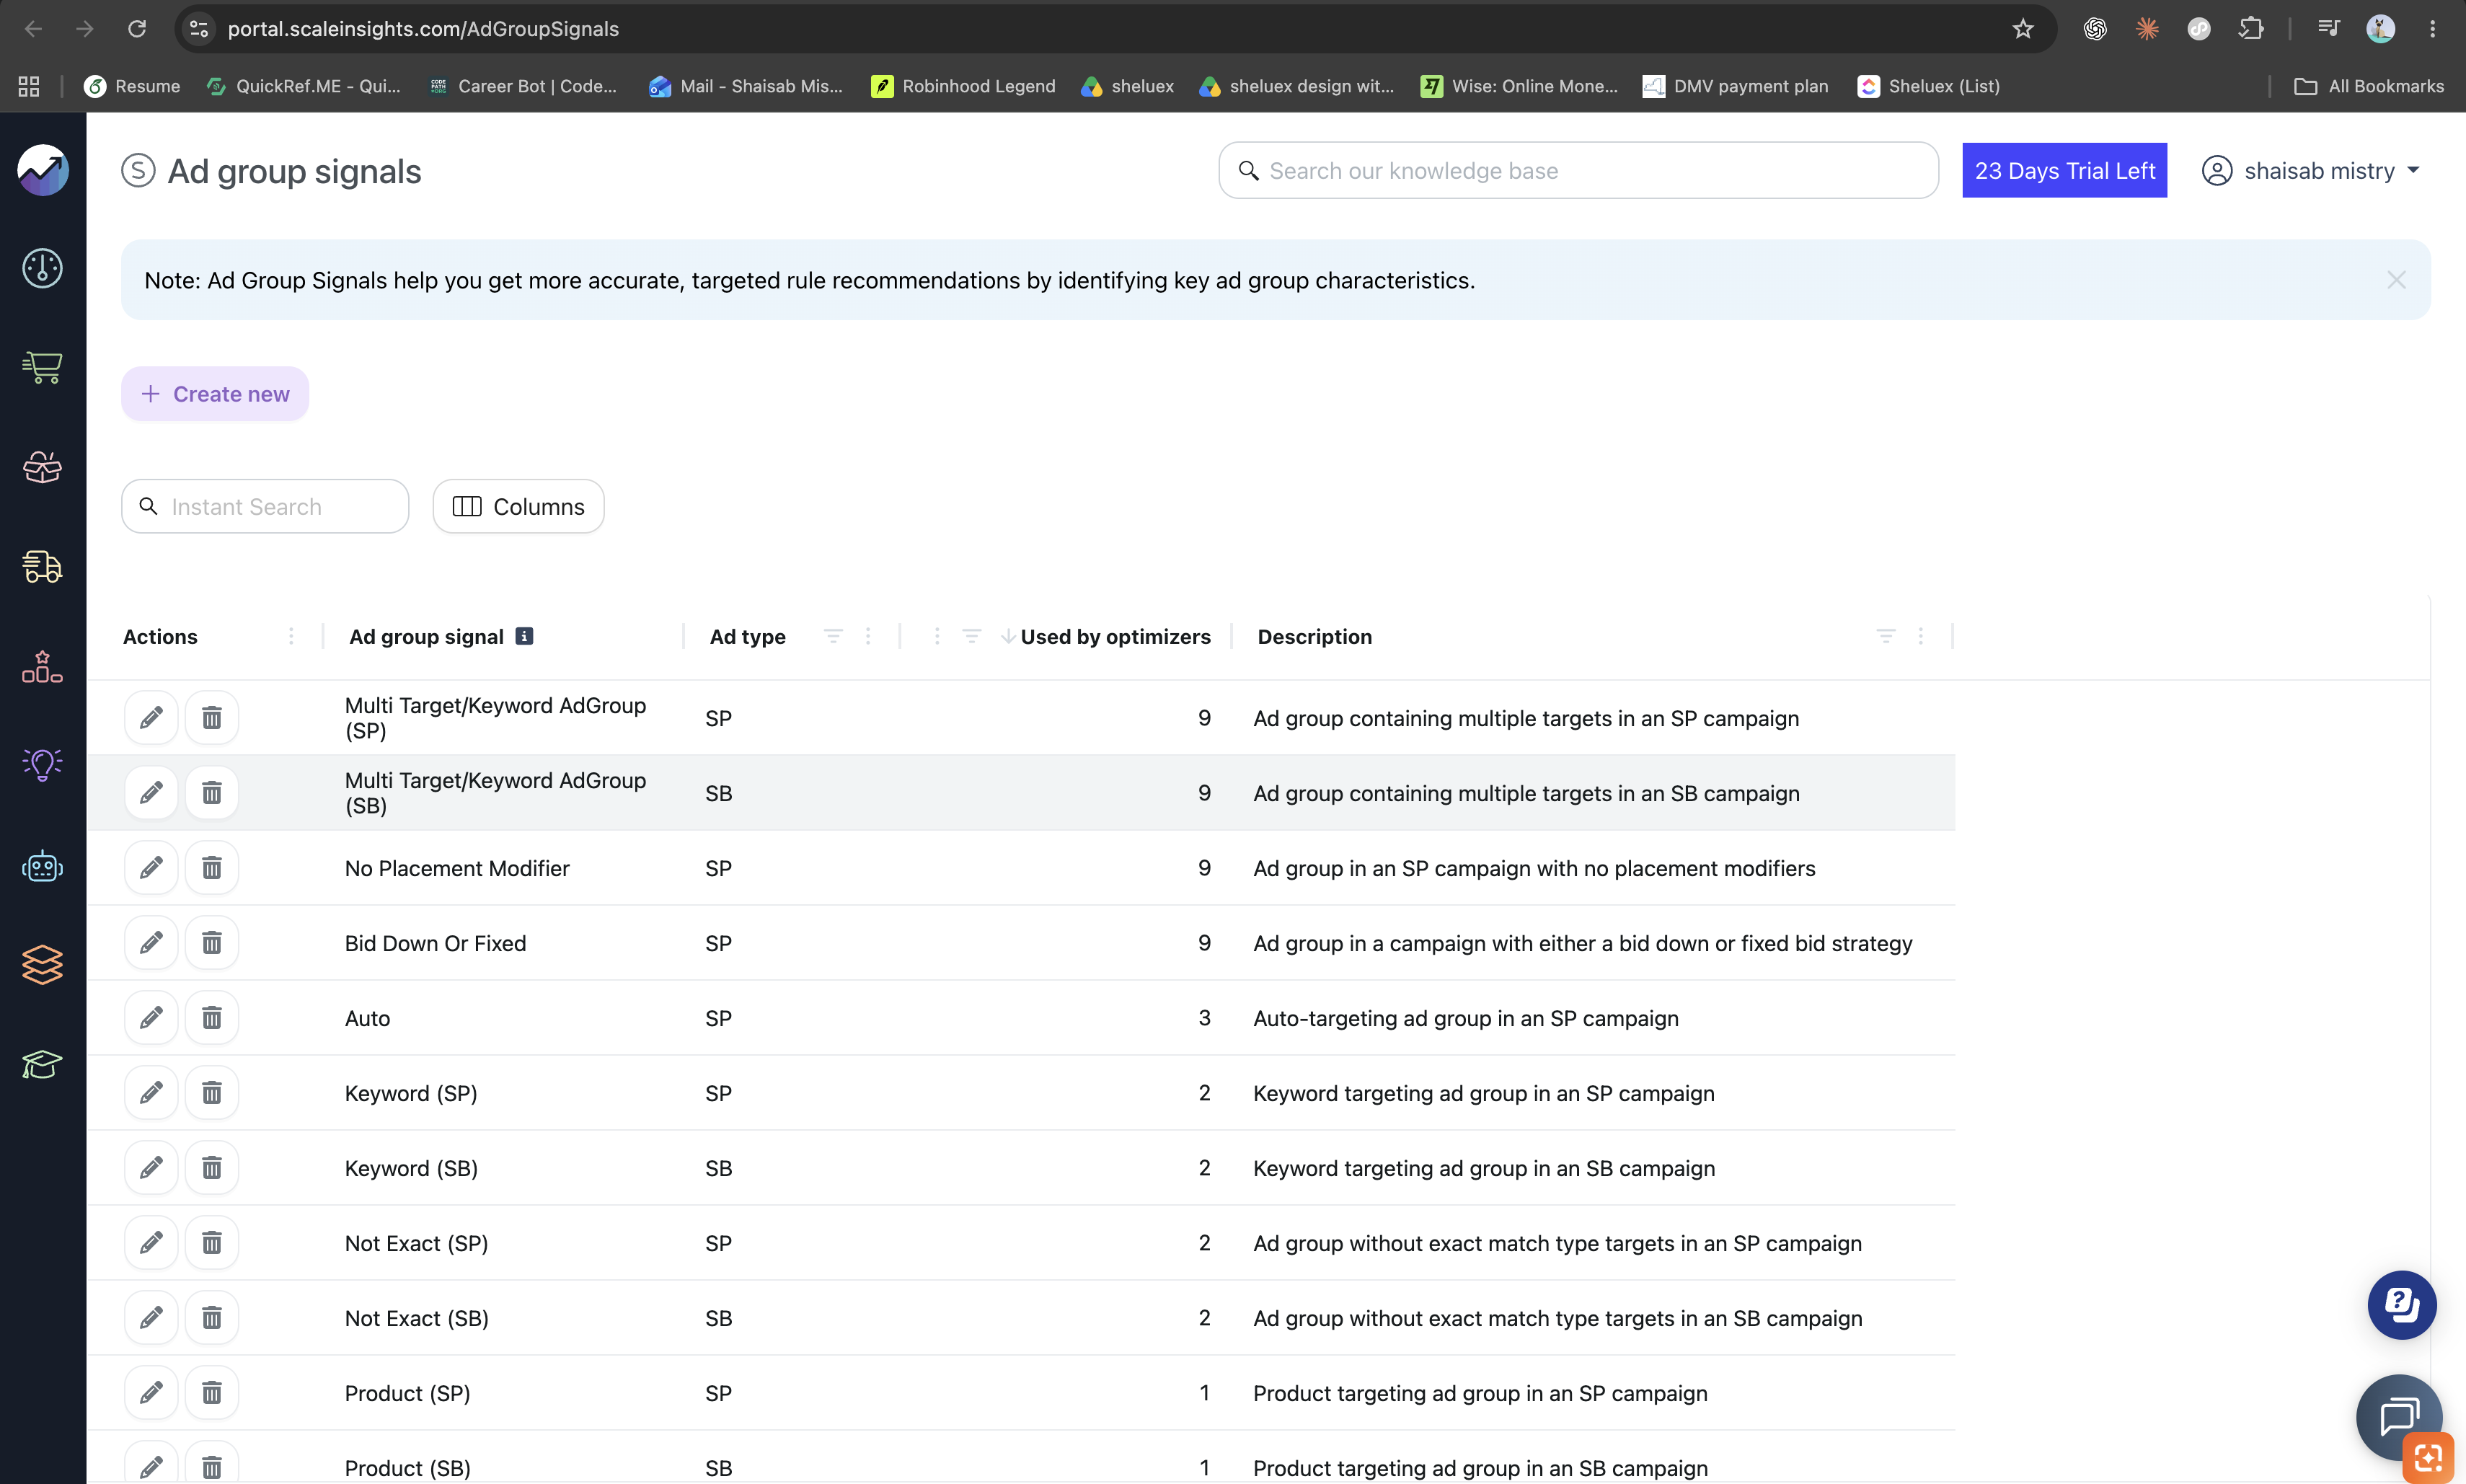 portal.scaleinsights.com/AdGroupSignals
Resume QuickRef.ME - Qui... Career Bot | Code... Mail - Shaisab Mis... Robinhood Legend sheluex sheluex design wit... Wise: Online Mone... DMV payment plan Sheluex (List) All Bookmarks
S Ad group signals Search our knowledge base 23 Days Trial Left shaisab mistry
Note: Ad Group Signals help you get more accurate, targeted rule recommendations by identifying key ad group characteristics.
+ Create new
Instant Search Columns
Actions Ad group signal Ad type Used by optimizers Description
Multi Target/Keyword AdGroup
(SP) SP 9 Ad group containing multiple targets in an SP campaign
Multi Target/Keyword AdGroup
(SB) SB 9 Ad group containing multiple targets in an SB campaign
No Placement Modifier SP 9 Ad group in an SP campaign with no placement modifiers
Bid Down Or Fixed SP 9 Ad group in a campaign with either a bid down or fixed bid strategy
Auto SP 3 Auto-targeting ad group in an SP campaign
Keyword (SP) SP 2 Keyword targeting ad group in an SP campaign
Keyword (SB) SB 2 Keyword targeting ad group in an SB campaign
Not Exact (SP) SP 2 Ad group without exact match type targets in an SP campaign
Not Exact (SB) SB 2 Ad group without exact match type targets in an SB campaign
Product (SP) SP 1 Product targeting ad group in an SP campaign
Product (SB) SB 1 Product targeting ad group in an SB campaign